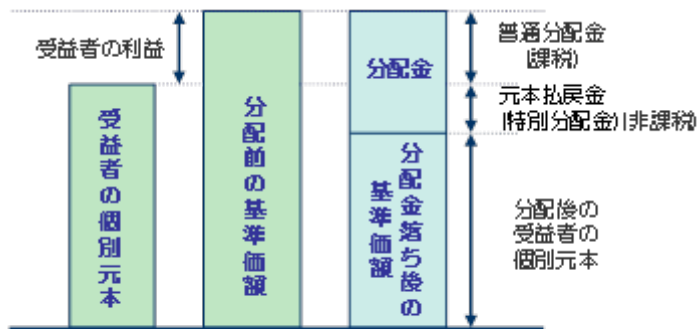 受益者の利益
受益者の個別元本
分配前の基準価額
分配金
分配金落ち後の
基準価額
普通分配金
(課税)
元本払戻金
(特別分配金)(非課税)
分配後の
受益者の
個別元本